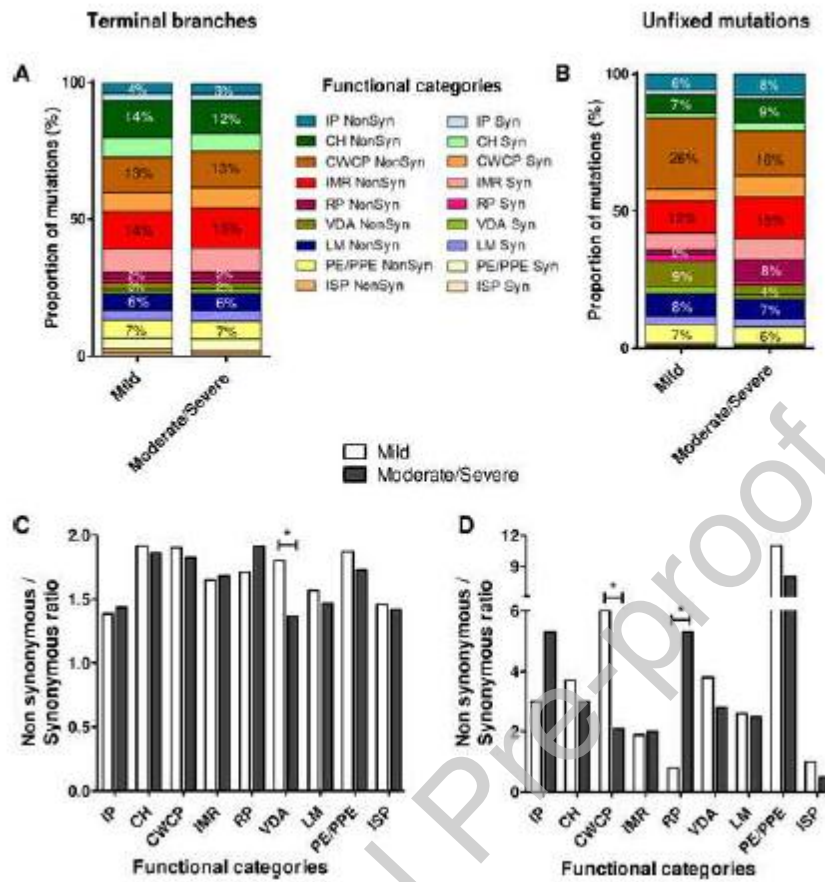 Terminal branches
Unfixed mutations
A
B
Functional categories
Proportion of mutations (%)
100
50
0
4%
14%
13%
14%
6%
7%
3%
12%
13%
15%
6%
7%
Mild
Moderate/Severe
IP NonSyn
IP Syn
CH NonSyn
CH Syn
CWCP NonSyn
CWCP Syn
IMR NonSyn
IMR Syn
RP NonSyn
RP Syn
VDA NonSyn
VDA Syn
LM NonSyn
LM Syn
PE/PPE NonSyn
PE/PPE Syn
ISP NonSyn
ISP Syn
Proportion of mutations (%)
100
50
0
6%
7%
26%
12%
9%
8%
7%
8%
9%
8%
4%
7%
6%
Mild
Moderate/Severe
Mild
Moderate/Severe
C
Non synonymous /
Synonymous ratio
2.0
1.5
1.0
0.5
0.0
*
IP
CH
CWCP
IMR
RP
VDA
LM
PE/PPE
ISP
Functional categories
D
Non synonymous /
Synonymous ratio
12
9
6
4
2
0
*
*
IP
CH
CWCP
IMR
RP
VDA
LM
PE/PPE
ISP
Functional categories
Pre-proof